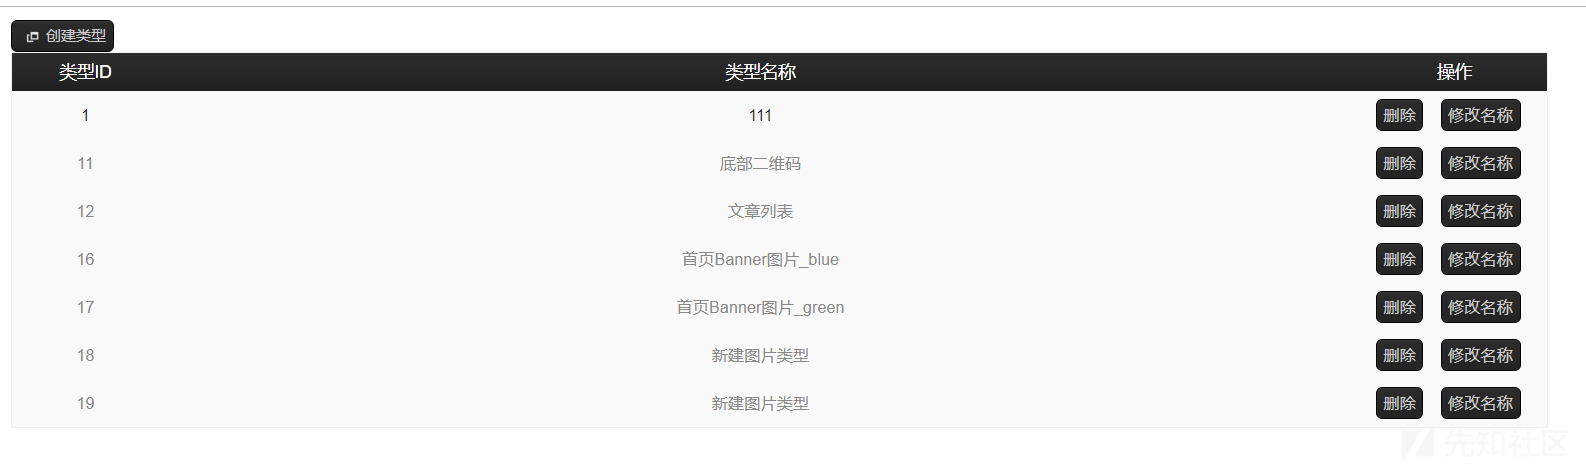 创建类型
类型ID 类型名称 操作
1 111 删除 修改名称
11 底部二维码 删除 修改名称
12 文章列表 删除 修改名称
16 首页Banner图片_blue 删除 修改名称
17 首页Banner图片_green 删除 修改名称
18 新建图片类型 删除 修改名称
19 新建图片类型 删除 修改名称
先知社区